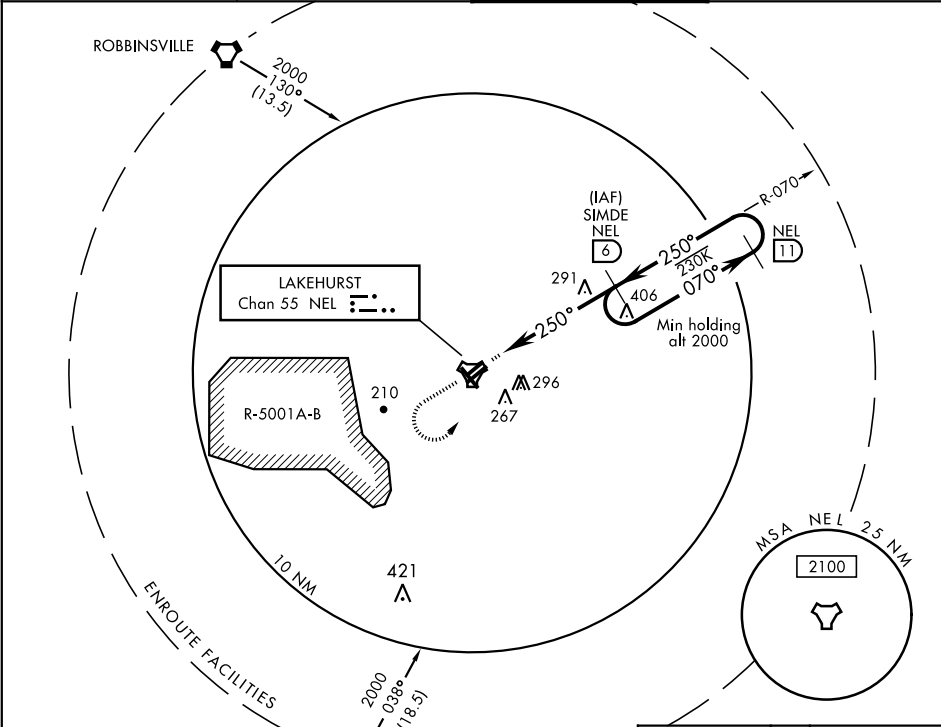 ROBBINSVILLE
2000
130°
(13.5)
(IAF)
SIMDE
NEL
6
R-070
NEL
11
250°
230K
070°
291
406
Min holding
alt 2000
250°
LAKEHURST
Chan 55 NEL
R-5001A-B
210
296
267
421
10 NM
ENROUTE FACILITIES
2000
038°
(18.5)
MSA NEL 25 NM
2100